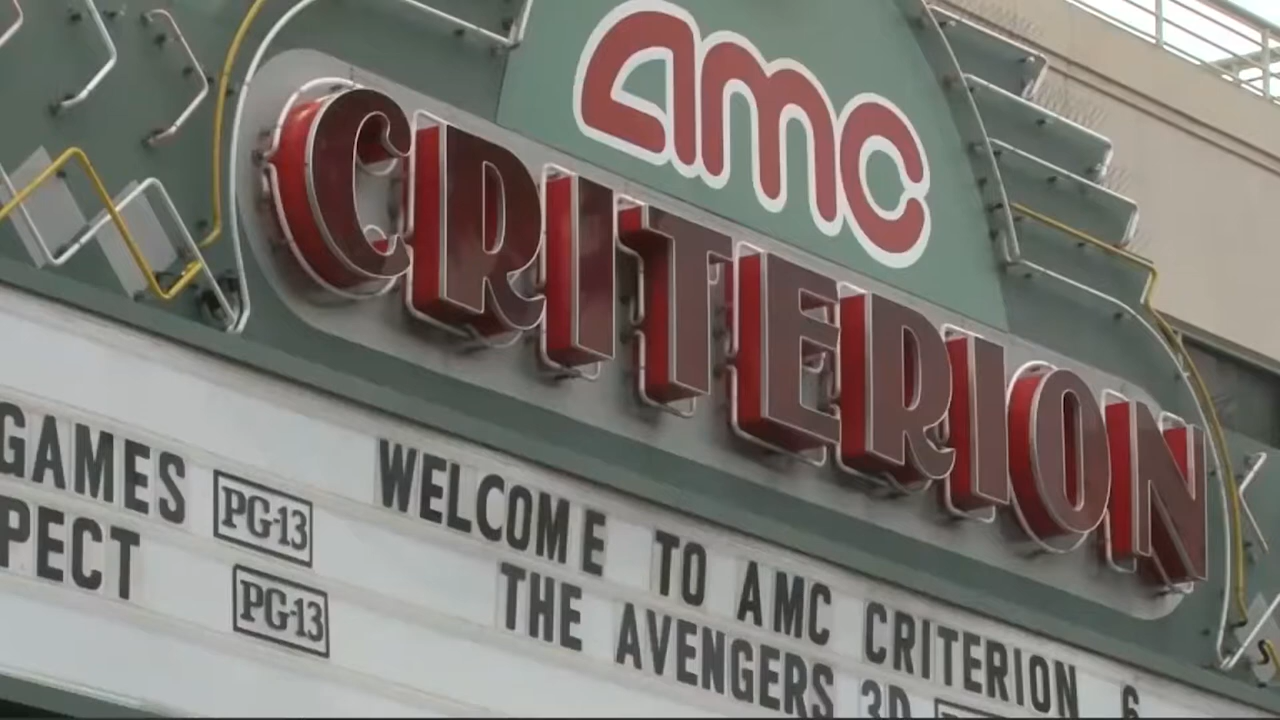 amc
CRITERION
GAMES PG-13
PECT PG-13
WELCOME TO AMC CRITERION 6
THE AVENGERS 3D